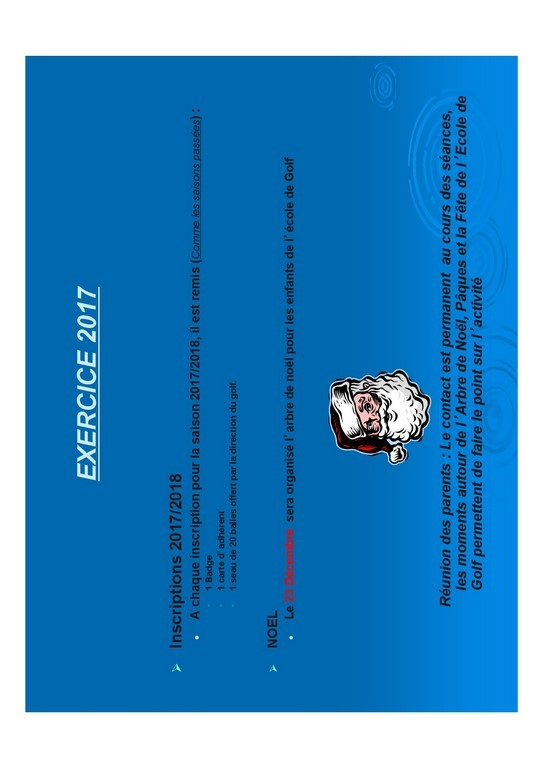 EXERCICE 2017
Inscriptions 2017/2018
A chaque inscription pour la saison 2017/2018, il est remis (Comme les saisons passées) :
1 Badge
1 carte d' adhérent
1 seau de 20 balles offert par la direction du golf.
NOEL
Le 23 Décembre sera organisé l' arbre de noël pour les enfants de l' école de Golf
Réunion des parents : Le contact est permanent au cours des séances,
les moments autour de l 'Arbre de Noël, Pâques et la Fête de l 'Ecole de
Golf permettent de faire le point sur l 'activité